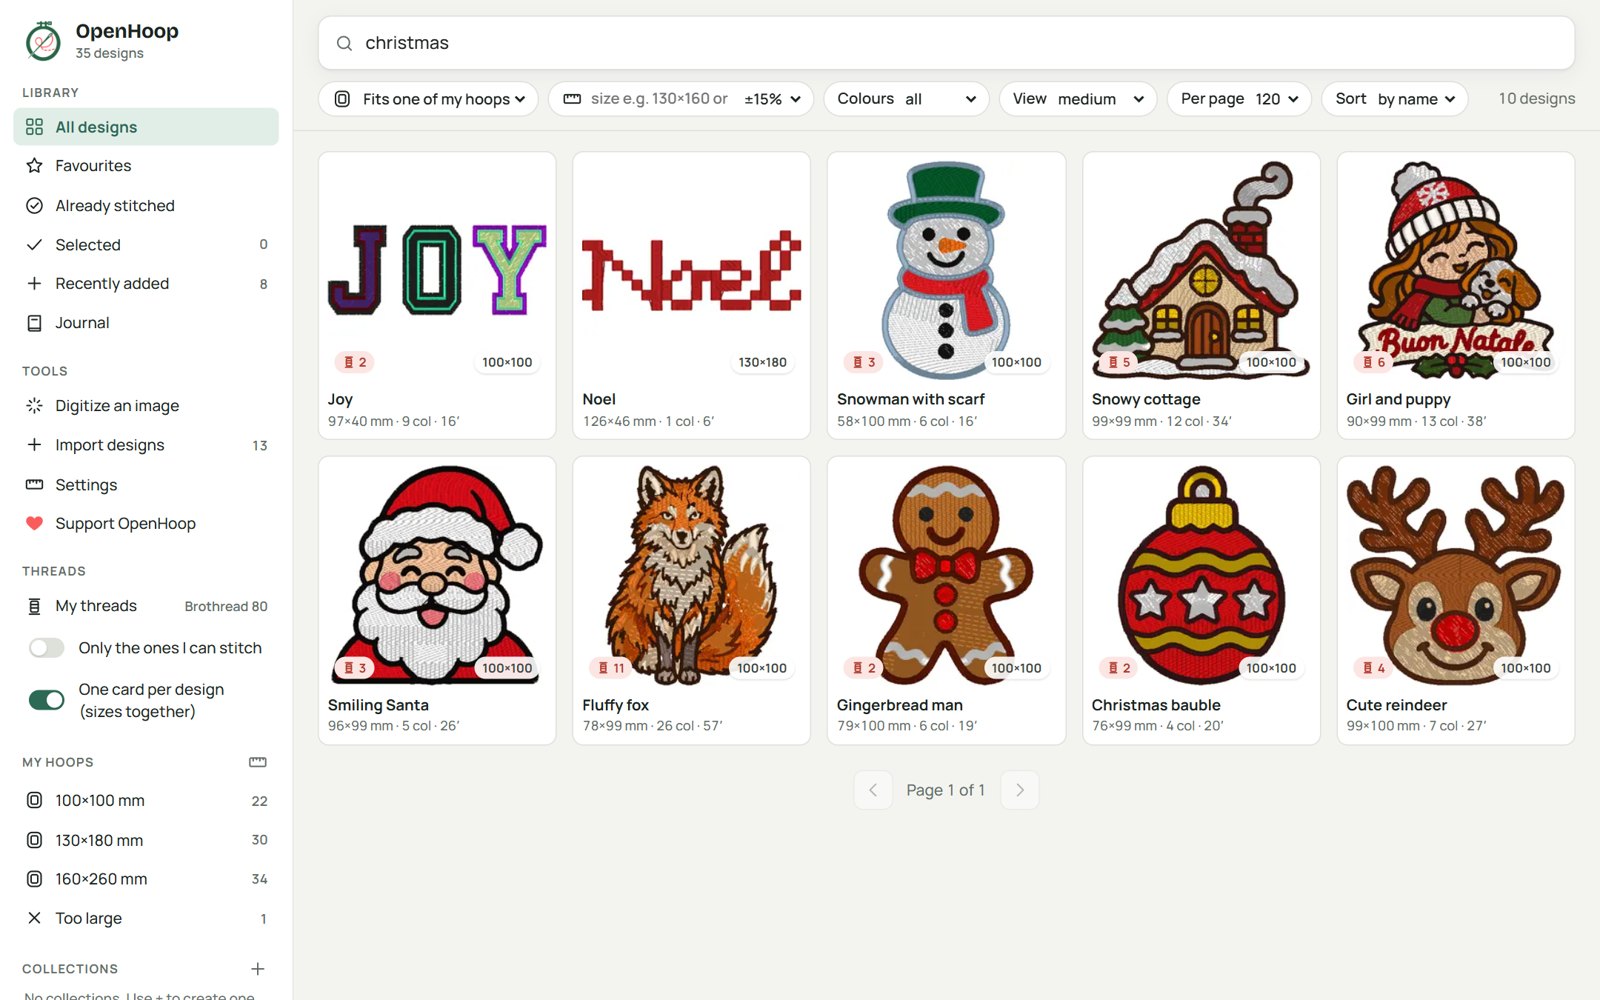 OpenHoop
35 designs
LIBRARY
All designs
Favourites
Already stitched
Selected 0
Recently added 8
Journal
TOOLS
Digitize an image
Import designs 13
Settings
Support OpenHoop
THREADS
My threads Brothread 80
Only the ones I can stitch
One card per design
(sizes together)
MY HOOPS
100×100 mm 22
130×180 mm 30
160×260 mm 34
Too large 1
COLLECTIONS
No collections. Use + to create one
christmas
Fits one of my hoops
size e.g. 130×160 or ±15%
Colours all
View medium
Per page 120
Sort by name
10 designs
JOY
2 100×100
Joy
97×40 mm · 9 col · 16′
Noel
130×180
Noel
126×46 mm · 1 col · 6′
3 100×100
Snowman with scarf
58×100 mm · 6 col · 16′
5 100×100
Snowy cottage
99×99 mm · 12 col · 34′
Buon Natale
6 100×100
Girl and puppy
90×99 mm · 13 col · 38′
3 100×100
Smiling Santa
96×99 mm · 5 col · 26′
11 100×100
Fluffy fox
78×99 mm · 26 col · 57′
2 100×100
Gingerbread man
79×100 mm · 6 col · 19′
2 100×100
Christmas bauble
76×99 mm · 4 col · 20′
4 100×100
Cute reindeer
99×100 mm · 7 col · 27′
Page 1 of 1